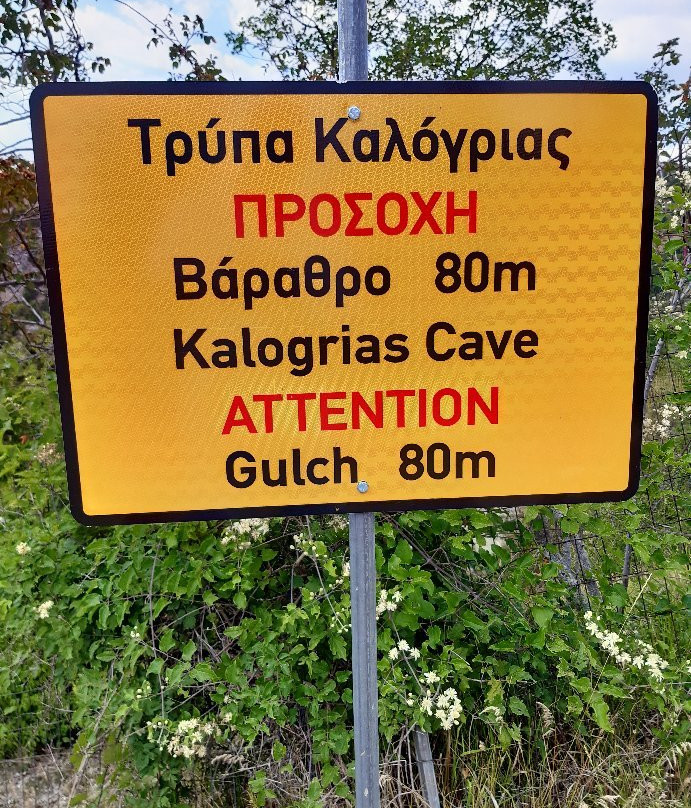 Τρύπα Καλόγριας
ΠΡΟΣΟΧΗ
Βάραθρο 80m
Kalogrias Cave
ATTENTION
Gulch 80m